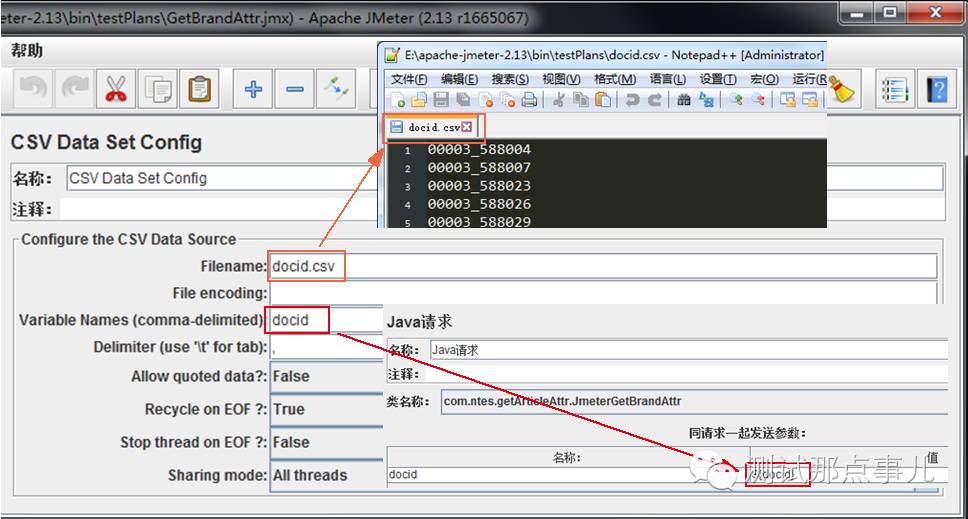 eter-2.13\bin\testPlans\GetBrandAttr.jmx) - Apache JMeter (2.13 r1665067)
帮助
E:\apache-jmeter-2.13\bin\testPlans\docid.csv - Notepad++ [Administrator]
文件(F) 编辑(E) 搜索(S) 视图(V) 格式(M) 语言(L) 设置(T) 宏(O) 运行(R
docid.csv
1 00003_588004
2 00003_588007
3 00003_588023
4 00003_588026
5 00003_588029
CSV Data Set Config
名称： CSV Data Set Config
注释：
Configure the CSV Data Source
Filename: docid.csv
File encoding:
Variable Names (comma-delimited): docid
Delimiter (use '\t' for tab): ,
Allow quoted data?: False
Recycle on EOF ?: True
Stop thread on EOF ?: False
Sharing mode: All threads
Java请求
名称： Java请求
注释：
类名称： com.ntes.getArticleAttr.JmeterGetBrandAttr
同请求一起发送参数：
名称： 值
docid ${docid}
测试那点事儿